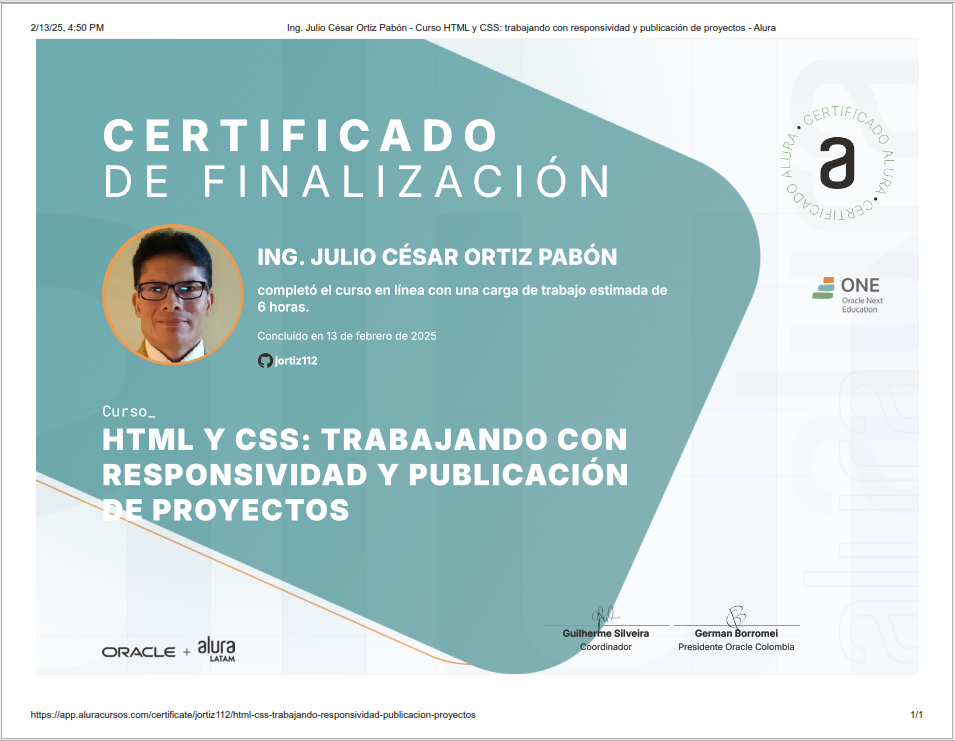 2/13/25, 4:50 PM
Ing. Julio César Ortiz Pabón - Curso HTML y CSS: trabajando con responsividad y publicación de proyectos - Alura
CERTIFICADO
DE FINALIZACIÓN
• CERTIFICADO ALURA • CERTIFICADO ALURA
a
ING. JULIO CÉSAR ORTIZ PABÓN
completó el curso en línea con una carga de trabajo estimada de
6 horas.
Concluído en 13 de febrero de 2025
jortiz112
ONE
Oracle Next
Education
Curso_
HTML Y CSS: TRABAJANDO CON
RESPONSIVIDAD Y PUBLICACIÓN
DE PROYECTOS
ORACLE + alura
LATAM
Guilherme Silveira
Coordinador
German Borromei
Presidente Oracle Colombia
https://app.aluracursos.com/certificate/jortiz112/html-css-trabajando-responsividad-publicacion-proyectos
1/1